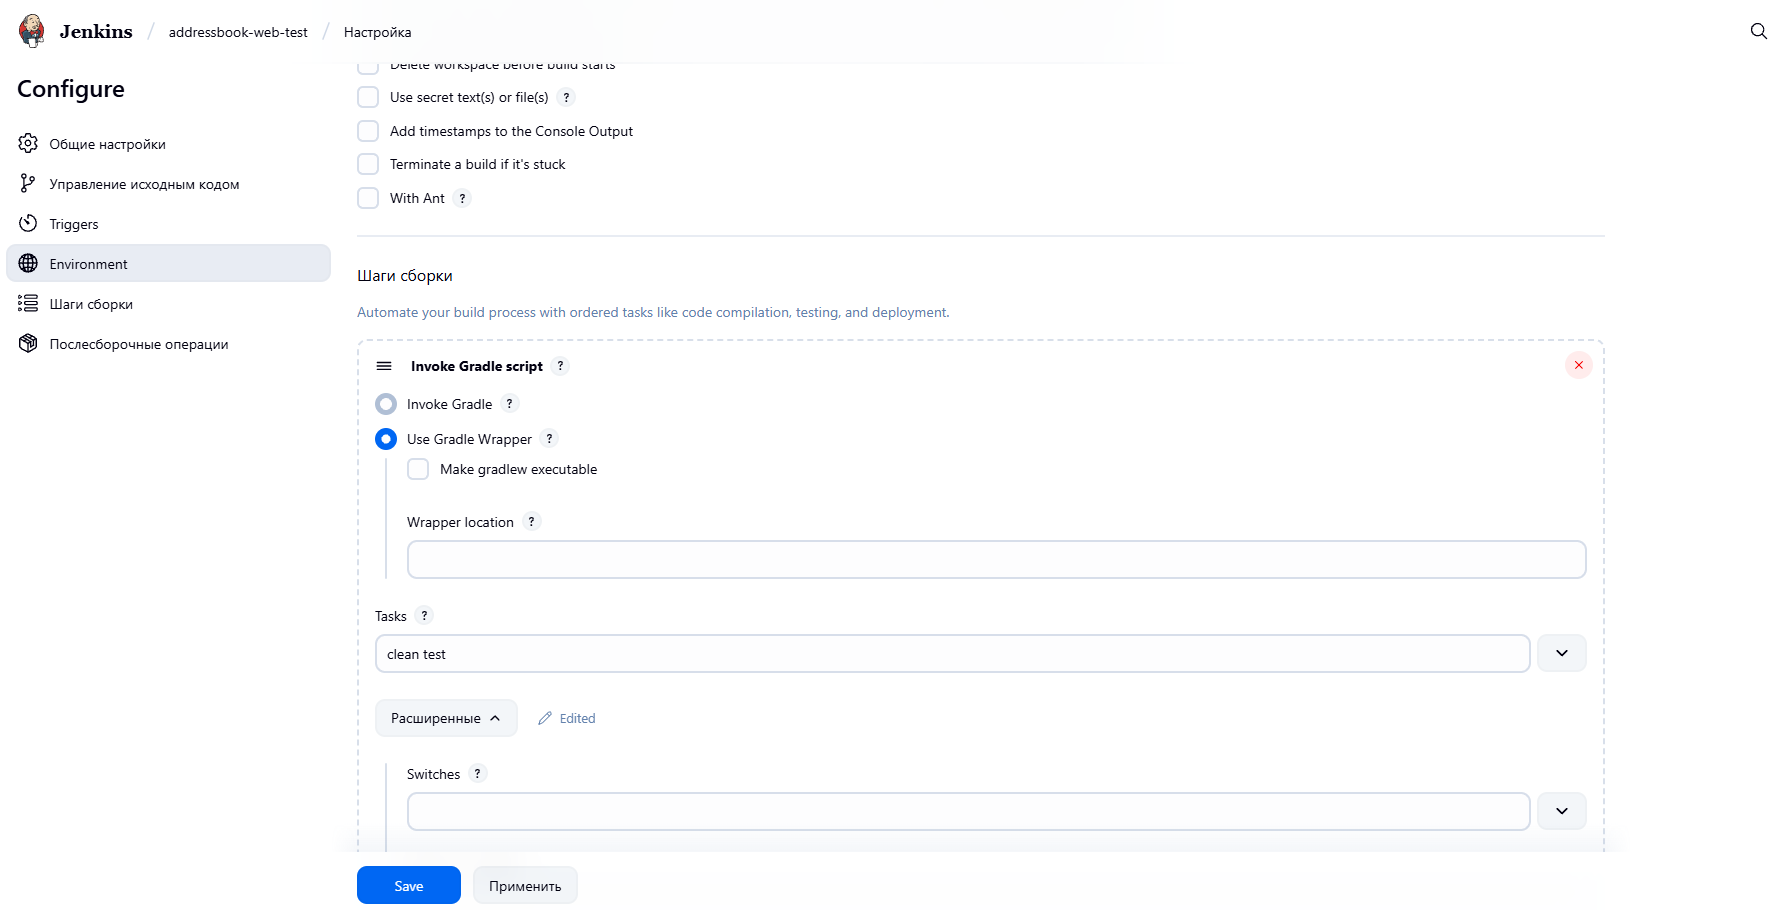 Jenkins / addressbook-web-test / Настройка
Configure
Общие настройки
Управление исходным кодом
Triggers
Environment
Шаги сборки
Послесборочные операции
Delete workspace before build starts
Use secret text(s) or file(s) ?
Add timestamps to the Console Output
Terminate a build if it's stuck
With Ant ?
Шаги сборки
Automate your build process with ordered tasks like code compilation, testing, and deployment.
Invoke Gradle script ?
Invoke Gradle ?
Use Gradle Wrapper ?
Make gradlew executable
Wrapper location ?
Tasks ?
clean test
Расширенные
Edited
Switches ?
Save
Применить